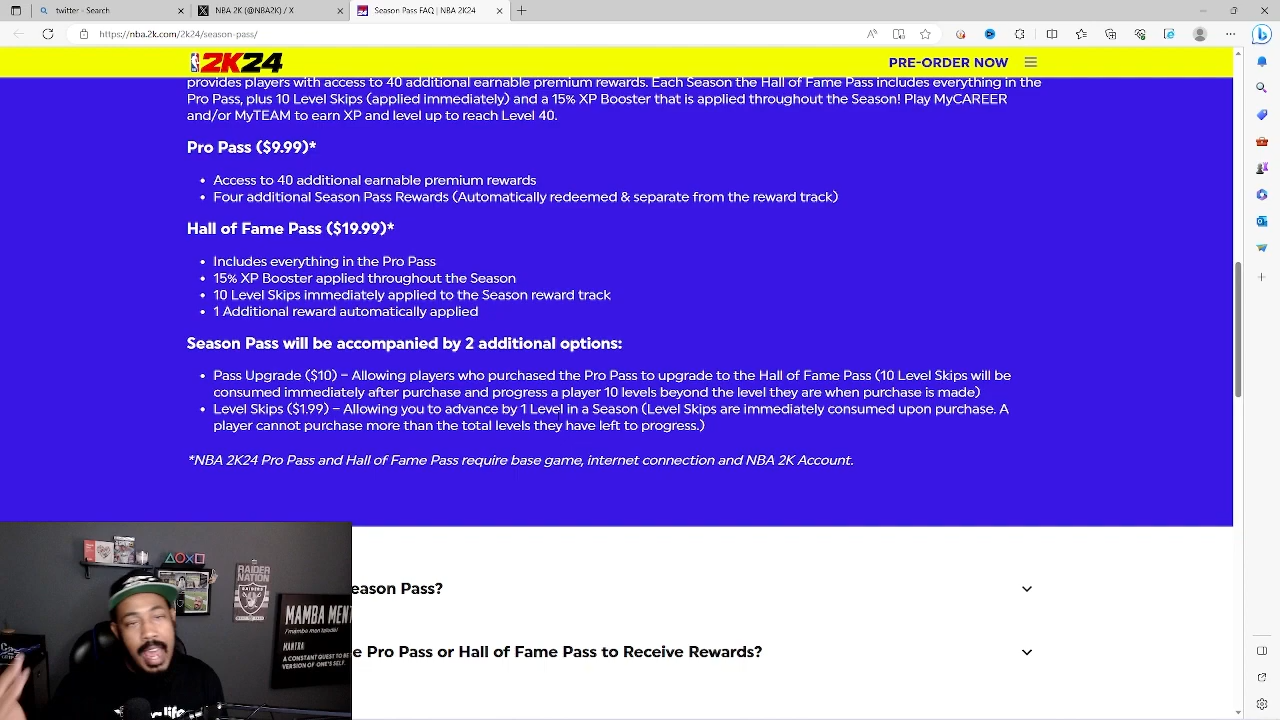 twitter - Search
NBA2K (@NBA2K) / X
Season Pass FAQ | NBA 2K24
https://nba.2k.com/2k24/season-pass/
2K24
PRE-ORDER NOW
provides players with access to 40 additional earnable premium rewards. Each Season the Hall of Fame Pass includes everything in the
Pro Pass, plus 10 Level Skips (applied immediately) and a 15% XP Booster that is applied throughout the Season! Play MyCAREER
and/or MyTEAM to earn XP and level up to reach Level 40.
Pro Pass ($9.99)*
• Access to 40 additional earnable premium rewards
• Four additional Season Pass Rewards (Automatically redeemed & separate from the reward track)
Hall of Fame Pass ($19.99)*
• Includes everything in the Pro Pass
• 15% XP Booster applied throughout the Season
• 10 Level Skips immediately applied to the Season reward track
• 1 Additional reward automatically applied
Season Pass will be accompanied by 2 additional options:
• Pass Upgrade ($10) – Allowing players who purchased the Pro Pass to upgrade to the Hall of Fame Pass (10 Level Skips will be
consumed immediately after purchase and progress a player 10 levels beyond the level they are when purchase is made)
• Level Skips ($1.99) – Allowing you to advance by 1 Level in a Season (Level Skips are immediately consumed upon purchase. A
player cannot purchase more than the total levels they have left to progress.)
*NBA 2K24 Pro Pass and Hall of Fame Pass require base game, internet connection and NBA 2K Account.
eason Pass?
e Pro Pass or Hall of Fame Pass to Receive Rewards?
RAIDER
NATION
RAIDERS
MAMBA MENT
MANTRA
A CONSTANT QUEST TO BE
VERSION OF ONE'S SELF.